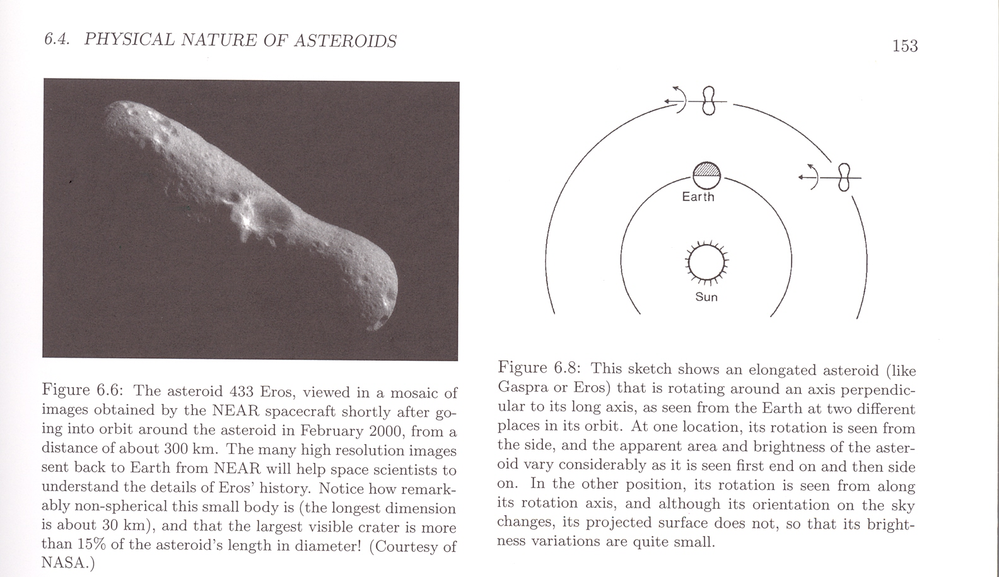 6.4. PHYSICAL NATURE OF ASTEROIDS
153
Earth
Sun
Figure 6.6: The asteroid 433 Eros, viewed in a mosaic of
images obtained by the NEAR spacecraft shortly after go-
ing into orbit around the asteroid in February 2000, from a
distance of about 300 km. The many high resolution images
sent back to Earth from NEAR will help space scientists to
understand the details of Eros' history. Notice how remark-
ably non-spherical this small body is (the longest dimension
is about 30 km), and that the largest visible crater is more
than 15% of the asteroid's length in diameter! (Courtesy of
NASA.)
Figure 6.8: This sketch shows an elongated asteroid (like
Gaspra or Eros) that is rotating around an axis perpendic-
ular to its long axis, as seen from the Earth at two different
places in its orbit. At one location, its rotation is seen from
the side, and the apparent area and brightness of the aster-
oid vary considerably as it is seen first end on and then side
on. In the other position, its rotation is seen from along
its rotation axis, and although its orientation on the sky
changes, its projected surface does not, so that its bright-
ness variations are quite small.